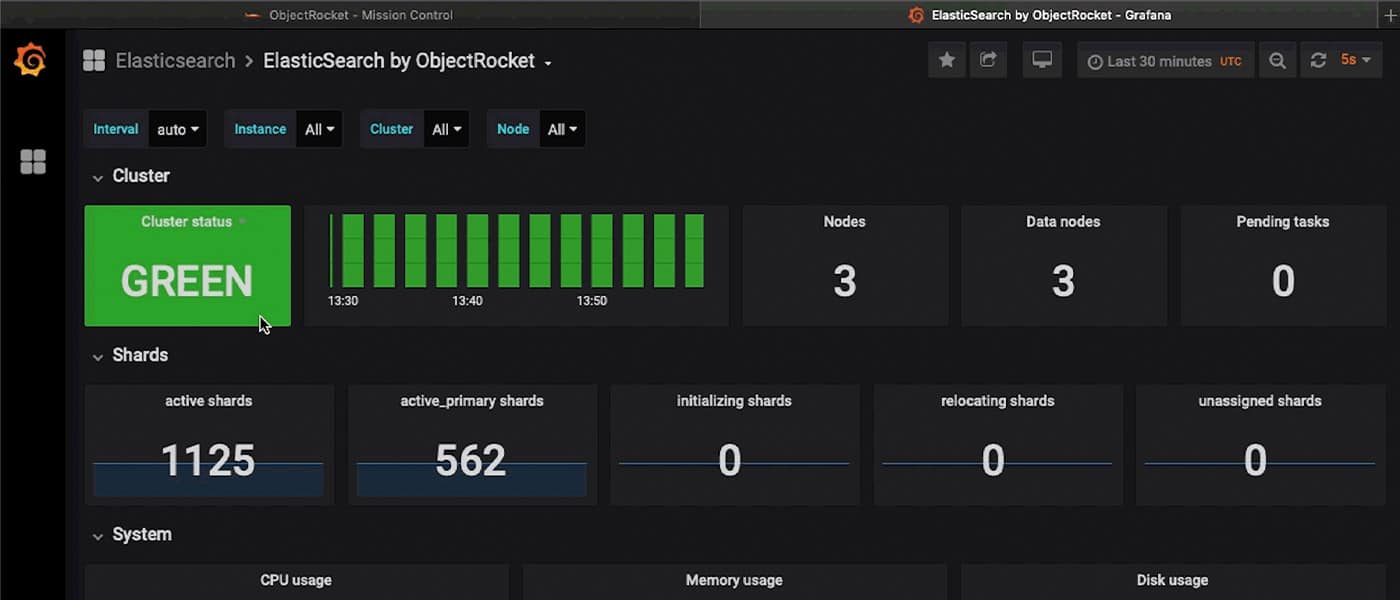 ObjectRocket - Mission Control
ElasticSearch by ObjectRocket - Grafana
Elasticsearch > ElasticSearch by ObjectRocket
Last 30 minutes UTC
5s
Interval auto Instance All Cluster All Node All
Cluster
Cluster status
GREEN
13:30 13:40 13:50
Nodes
3
Data nodes
3
Pending tasks
0
Shards
active shards
1125
active_primary shards
562
initializing shards
0
relocating shards
0
unassigned shards
0
System
CPU usage
Memory usage
Disk usage